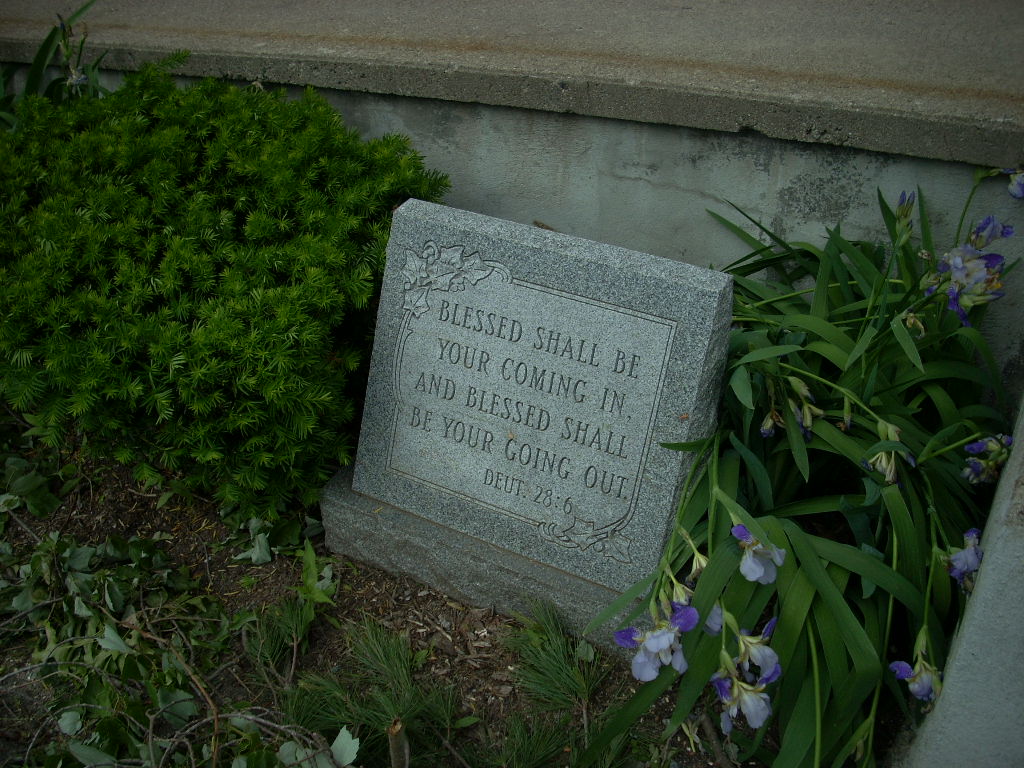 BLESSED SHALL BE
YOUR COMING IN,
AND BLESSED SHALL
BE YOUR GOING OUT.
DEUT. 28:6